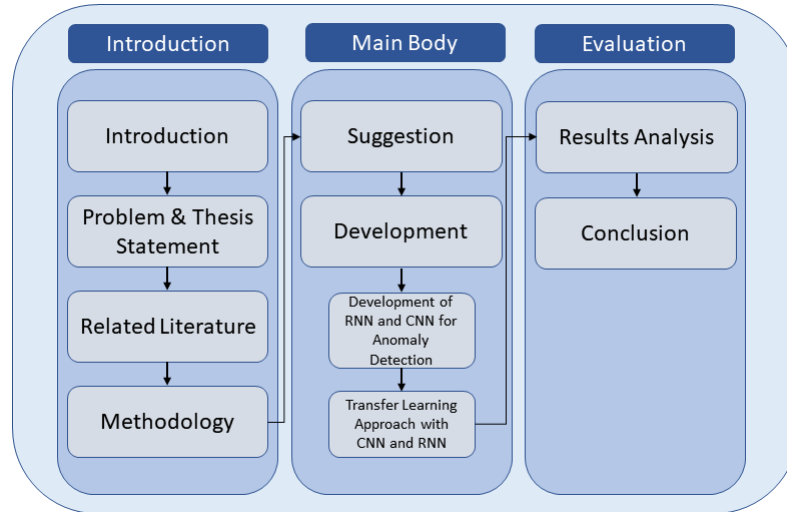 Introduction
Introduction
Problem & Thesis
Statement
Related Literature
Methodology
Main Body
Suggestion
Development
Development of
RNN and CNN for
Anomaly
Detection
Transfer Learning
Approach with
CNN and RNN
Evaluation
Results Analysis
Conclusion